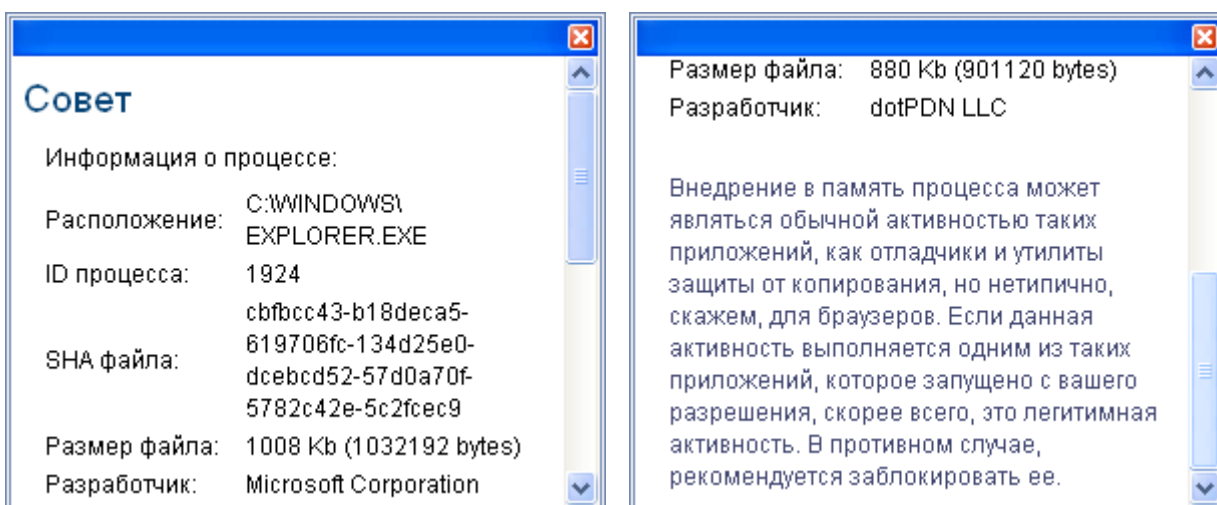 Совет
Информация о процессе:
Расположение: C:\WINDOWS\
EXPLORER.EXE
ID процесса: 1924
SHA файла: cbfbcc43-b18deca5-
619706fc-134d25e0-
dcebcd52-57d0a70f-
5782c42e-5c2fcec9
Размер файла: 1008 Kb (1032192 bytes)
Разработчик: Microsoft Corporation
Размер файла: 880 Kb (901120 bytes)
Разработчик: dotPDN LLC
Внедрение в память процесса может
являться обычной активностью таких
приложений, как отладчики и утилиты
защиты от копирования, но нетипично,
скажем, для браузеров. Если данная
активность выполняется одним из таких
приложений, которое запущено с вашего
разрешения, скорее всего, это легитимная
активность. В противном случае,
рекомендуется заблокировать ее.